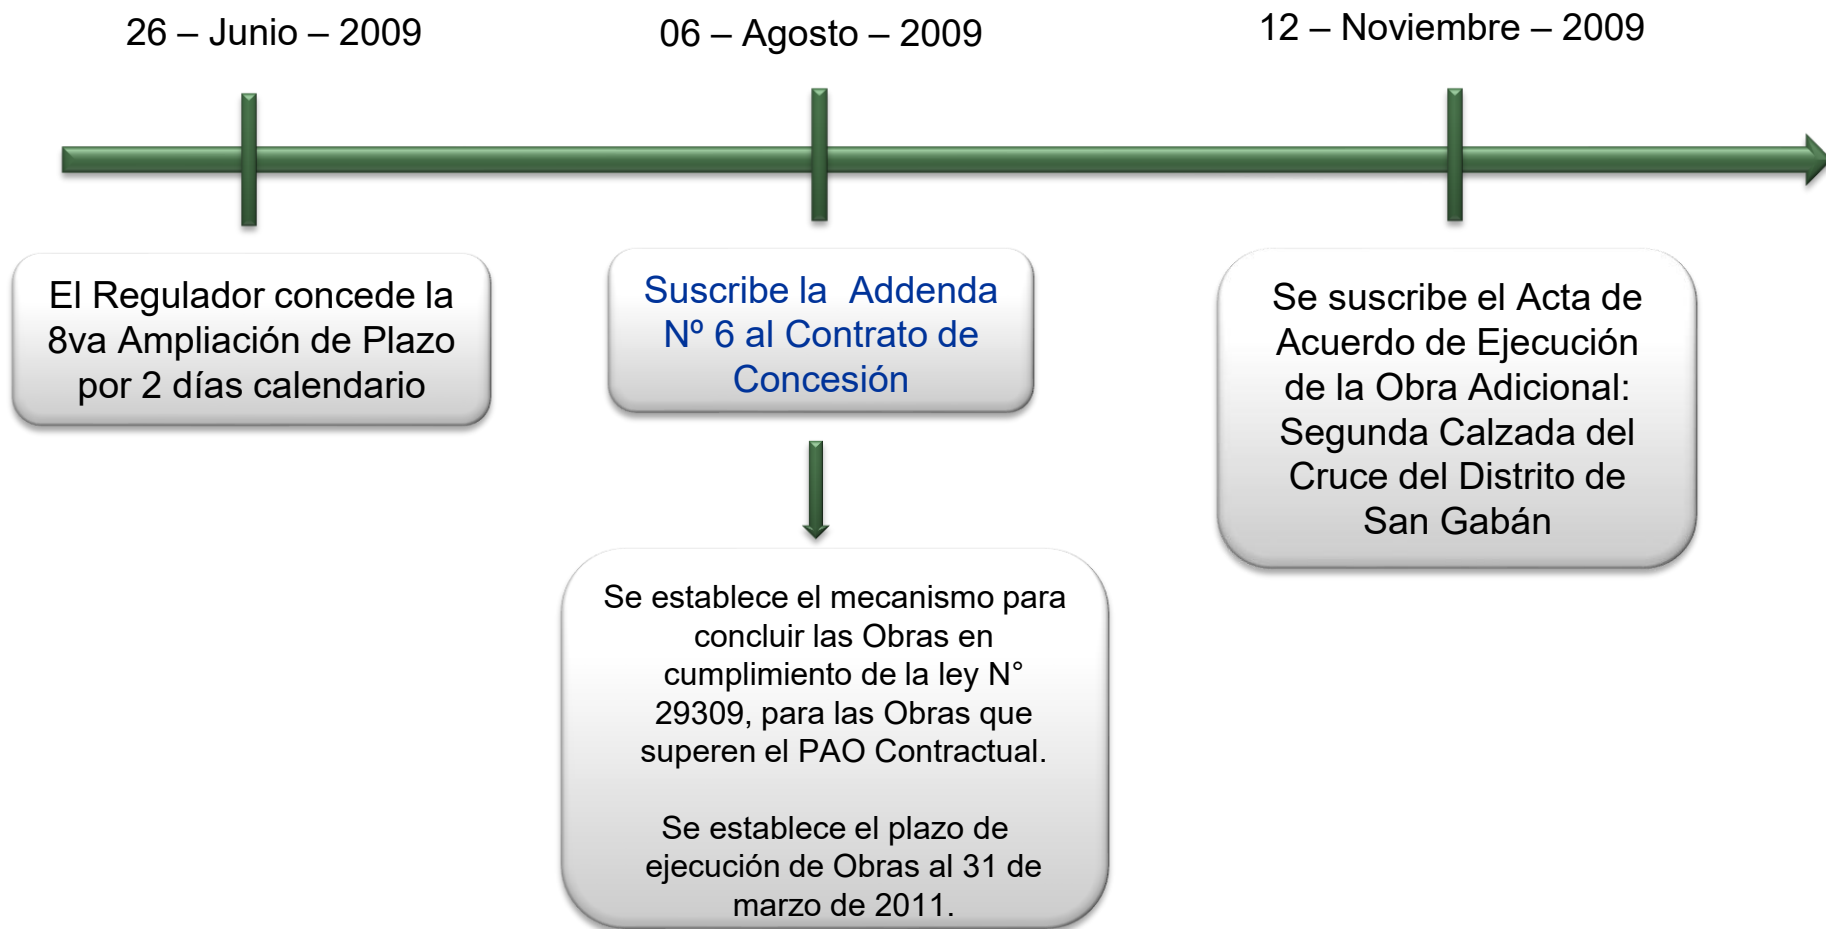 26 – Junio – 2009
06 – Agosto – 2009
12 – Noviembre – 2009
El Regulador concede la
8va Ampliación de Plazo
por 2 días calendario
Suscribe la Addenda
Nº 6 al Contrato de
Concesión
Se suscribe el Acta de
Acuerdo de Ejecución
de la Obra Adicional:
Segunda Calzada del
Cruce del Distrito de
San Gabán
Se establece el mecanismo para
concluir las Obras en
cumplimiento de la ley N°
29309, para las Obras que
superen el PAO Contractual.
Se establece el plazo de
ejecución de Obras al 31 de
marzo de 2011.